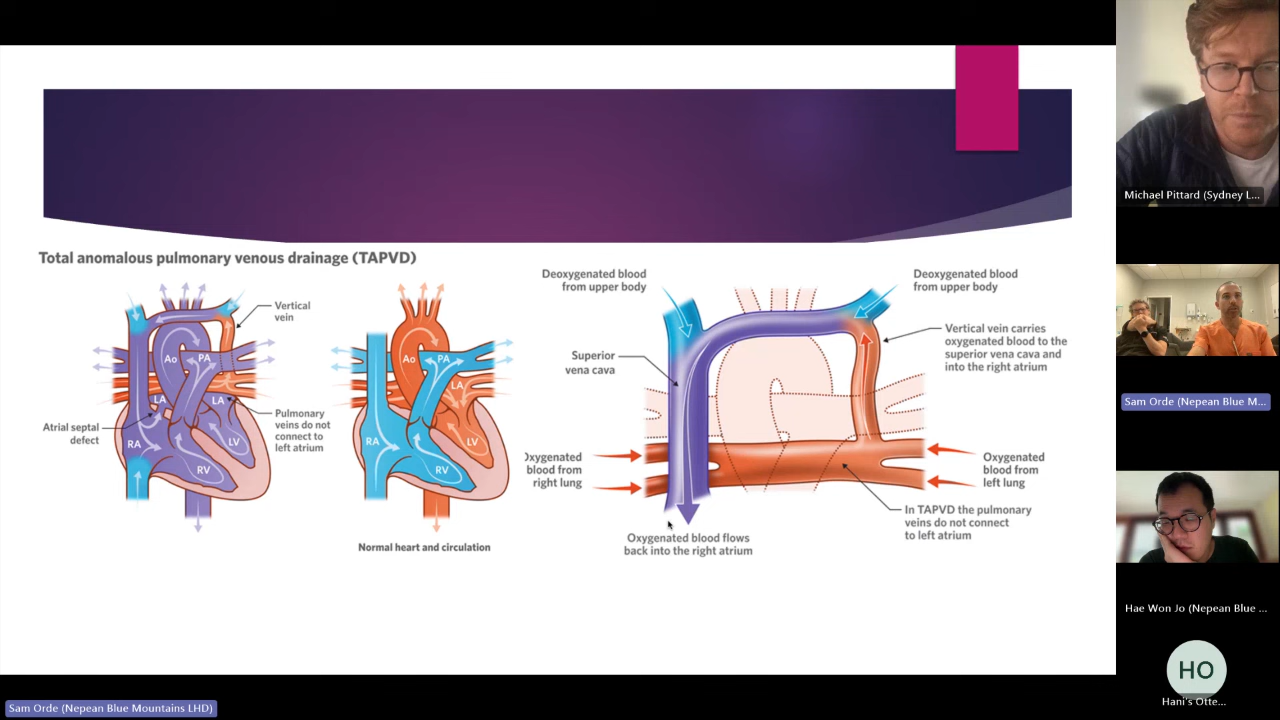 Total anomalous pulmonary venous drainage (TAPVD)
Vertical
vein
Ao
PA
LA
LA
Atrial septal
defect
RA
LV
RV
Pulmonary
veins do not
connect to
left atrium
Ao
PA
LA
RA
LV
RV
Normal heart and circulation
Deoxygenated blood
from upper body
Deoxygenated blood
from upper body
Superior
vena cava
Vertical vein carries
oxygenated blood to the
superior vena cava and
into the right atrium
Oxygenated
blood from
right lung
Oxygenated
blood from
left lung
In TAPVD the pulmonary
veins do not connect
to left atrium
Oxygenated blood flows
back into the right atrium
Michael Pittard (Sydney L...
Sam Orde (Nepean Blue M...
Hae Won Jo (Nepean Blue ...
HO
Hani's Otte...
Sam Orde (Nepean Blue Mountains LHD)